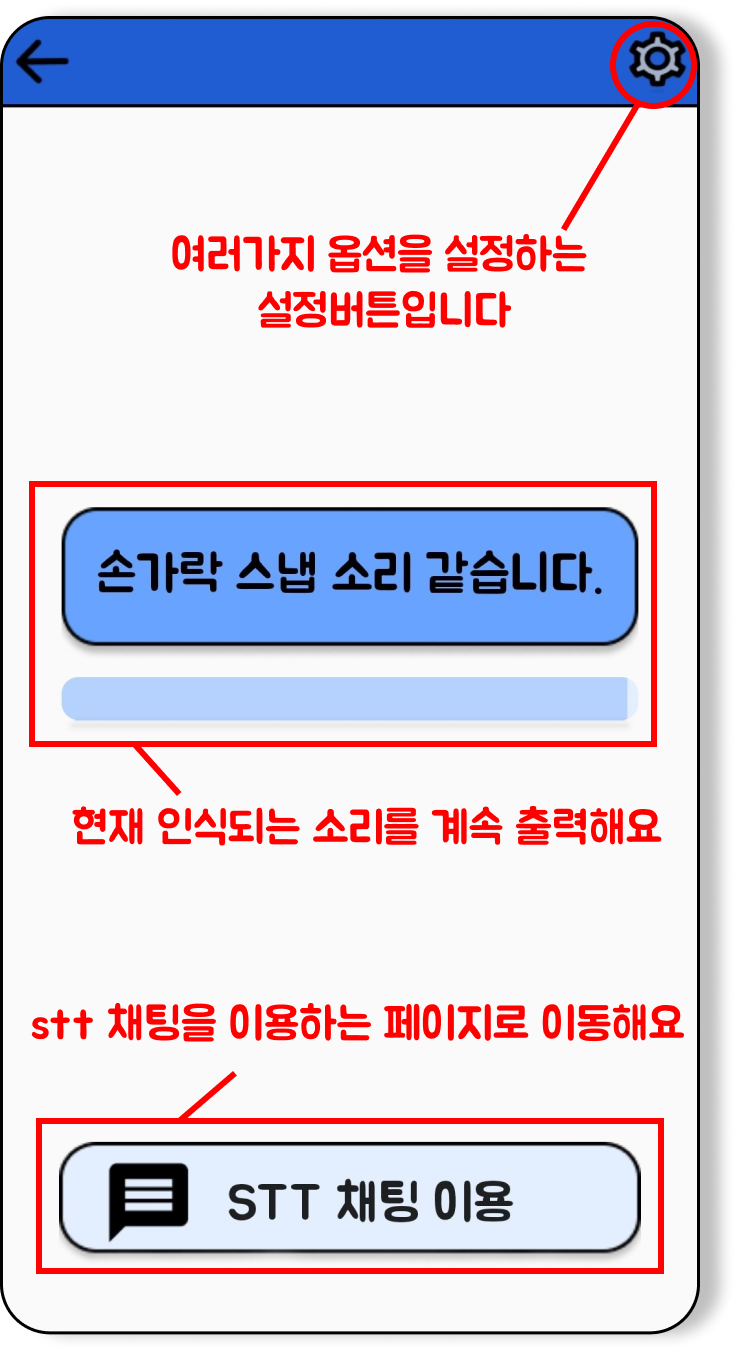 여러가지 옵션을 설정하는
설정버튼입니다
손가락 스냅 소리 같습니다.
현재 인식되는 소리를 계속 출력해요
stt 채팅을 이용하는 페이지로 이동해요
STT 채팅 이용